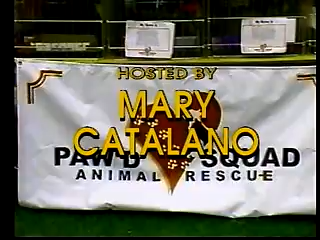 HOSTED BY
MARY
CATALANO
PAW'D SQUAD
ANIMAL RESCUE